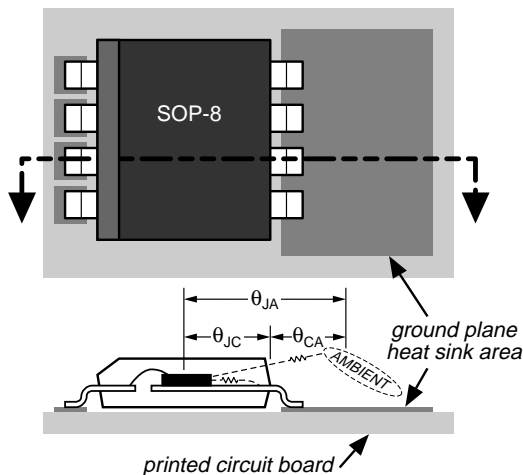 SOP-8
θJA
θJC
θCA
AMBIENT
ground plane
heat sink area
printed circuit board